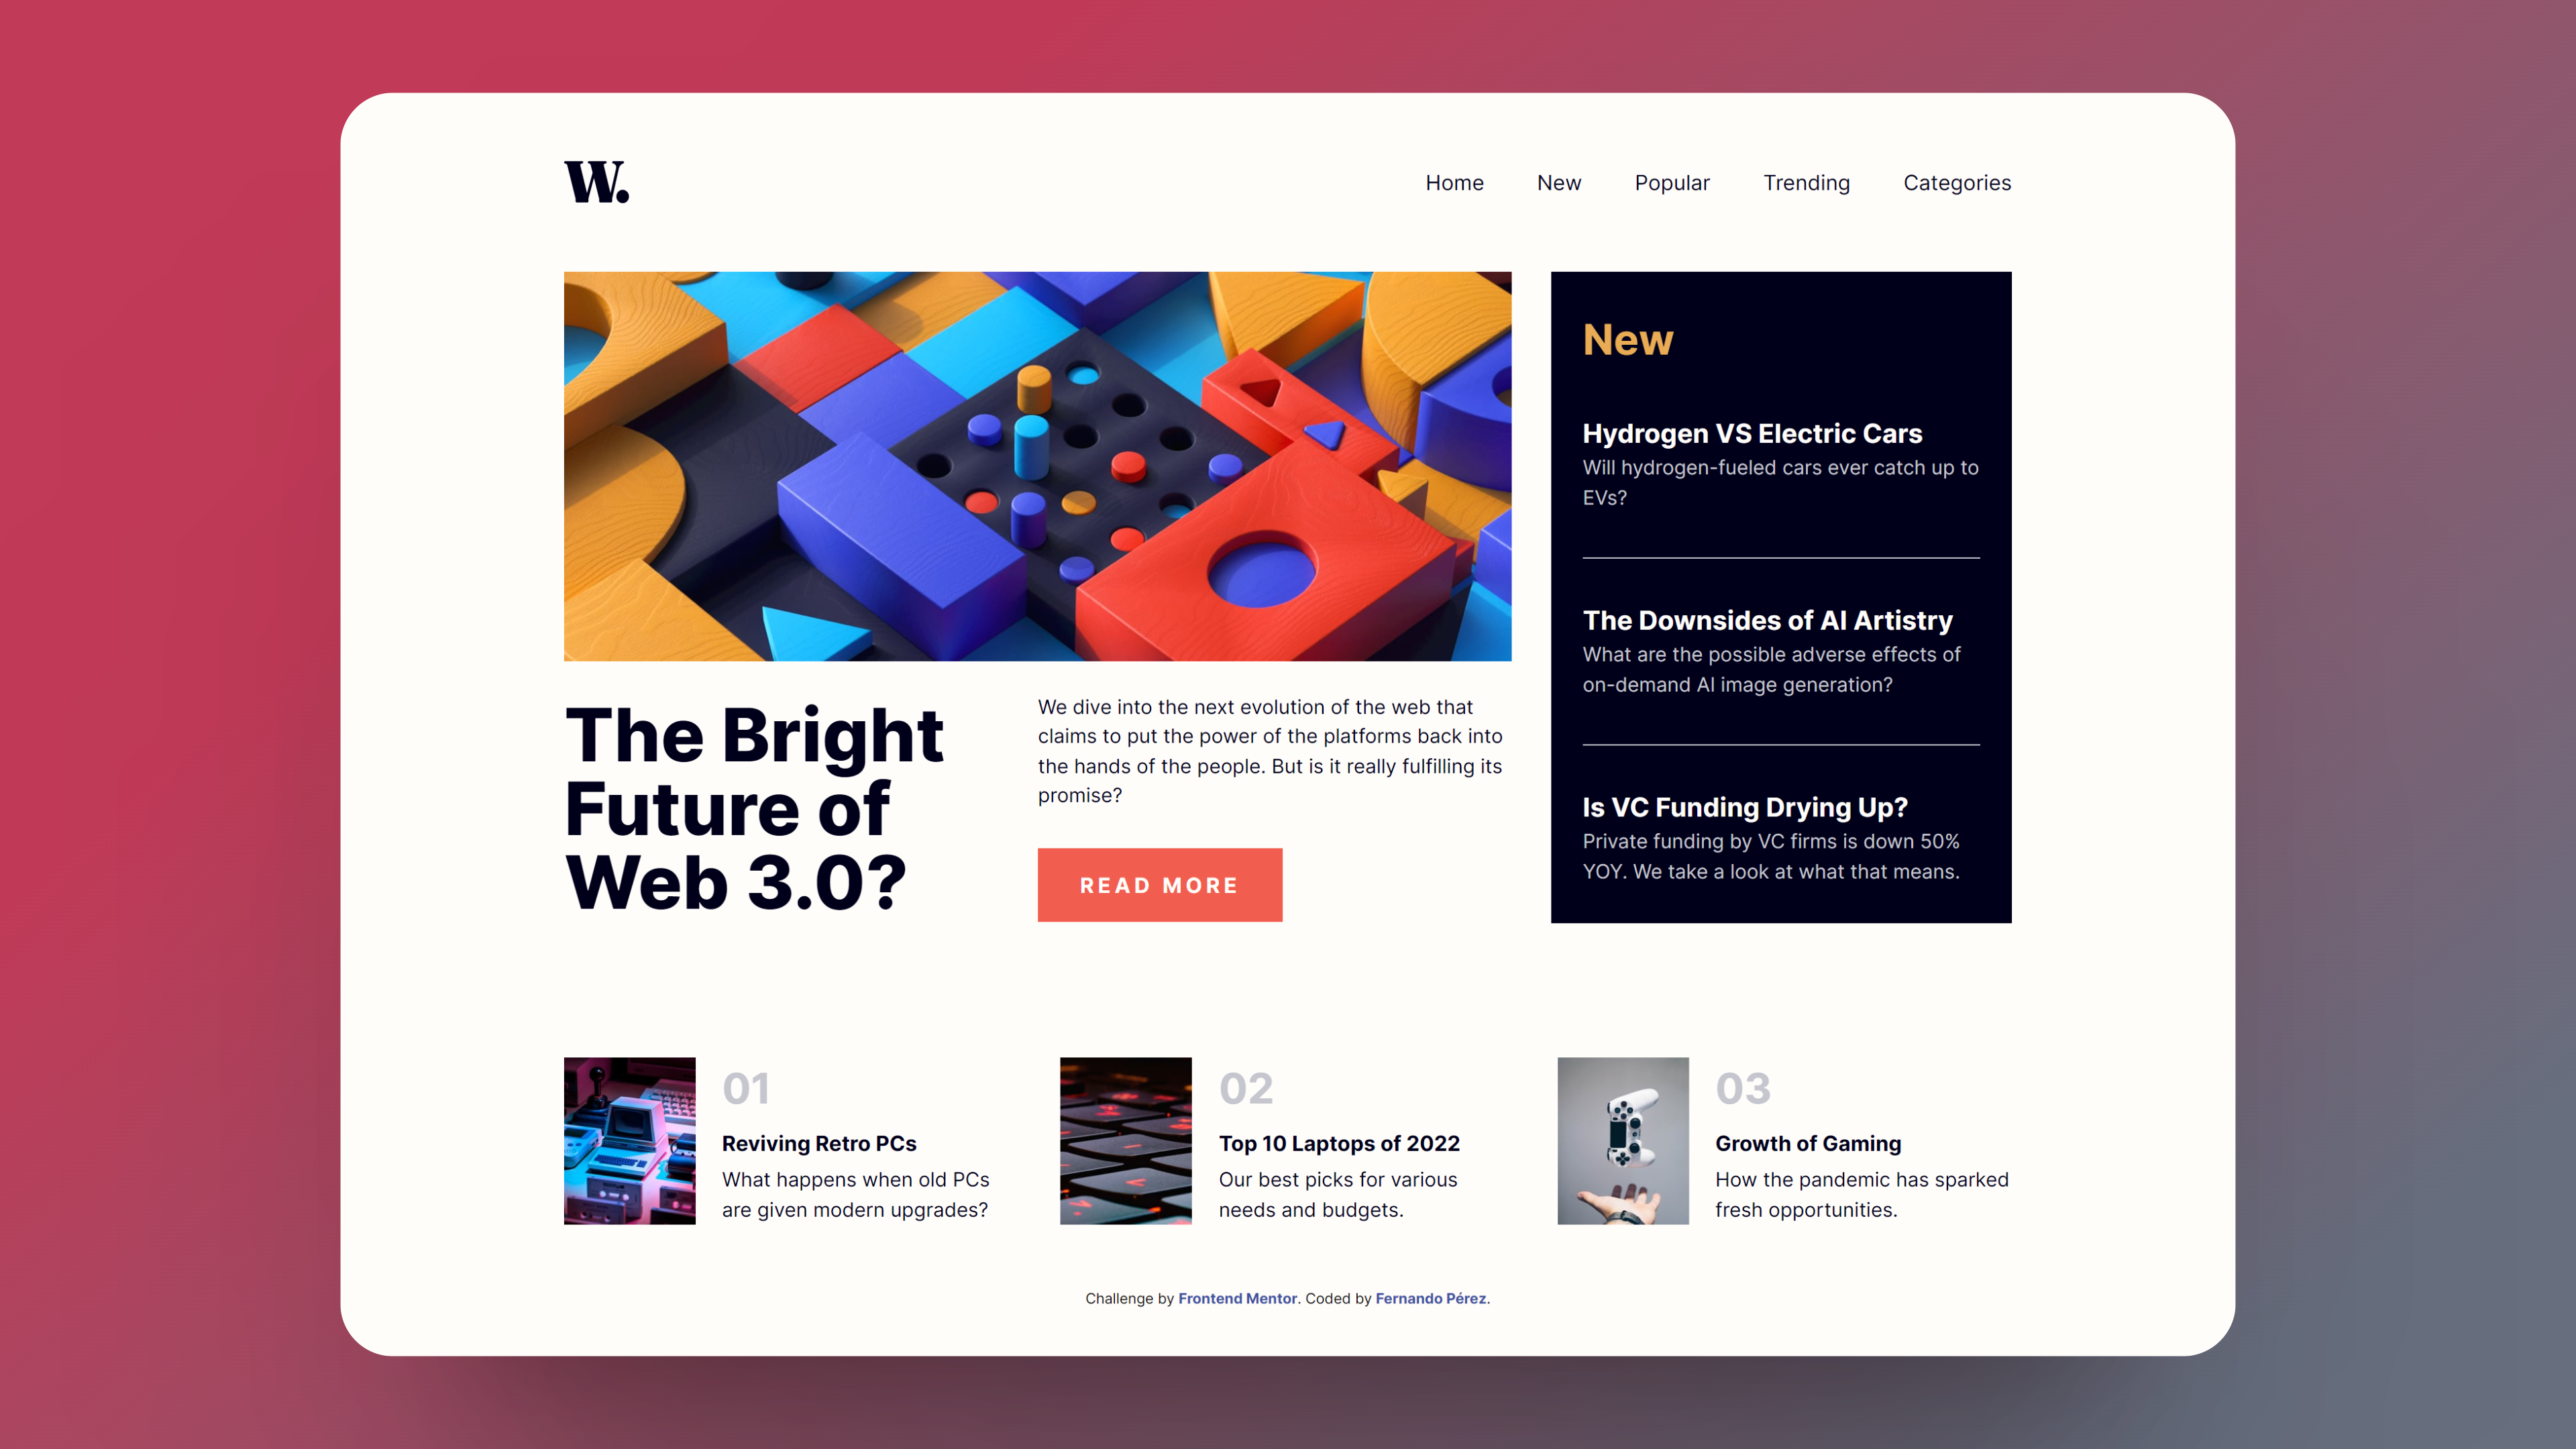 W.
Home New Popular Trending Categories
The Bright
Future of
Web 3.0?
We dive into the next evolution of the web that
claims to put the power of the platforms back into
the hands of the people. But is it really fulfilling its
promise?
READ MORE
New
Hydrogen VS Electric Cars
Will hydrogen-fueled cars ever catch up to
EVs?
The Downsides of AI Artistry
What are the possible adverse effects of
on-demand AI image generation?
Is VC Funding Drying Up?
Private funding by VC firms is down 50%
YOY. We take a look at what that means.
01
Reviving Retro PCs
What happens when old PCs
are given modern upgrades?
02
Top 10 Laptops of 2022
Our best picks for various
needs and budgets.
03
Growth of Gaming
How the pandemic has sparked
fresh opportunities.
Challenge by Frontend Mentor. Coded by Fernando Pérez.